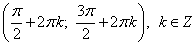 (π/2 + 2πk; 3π/2 + 2πk), k ∈ Z